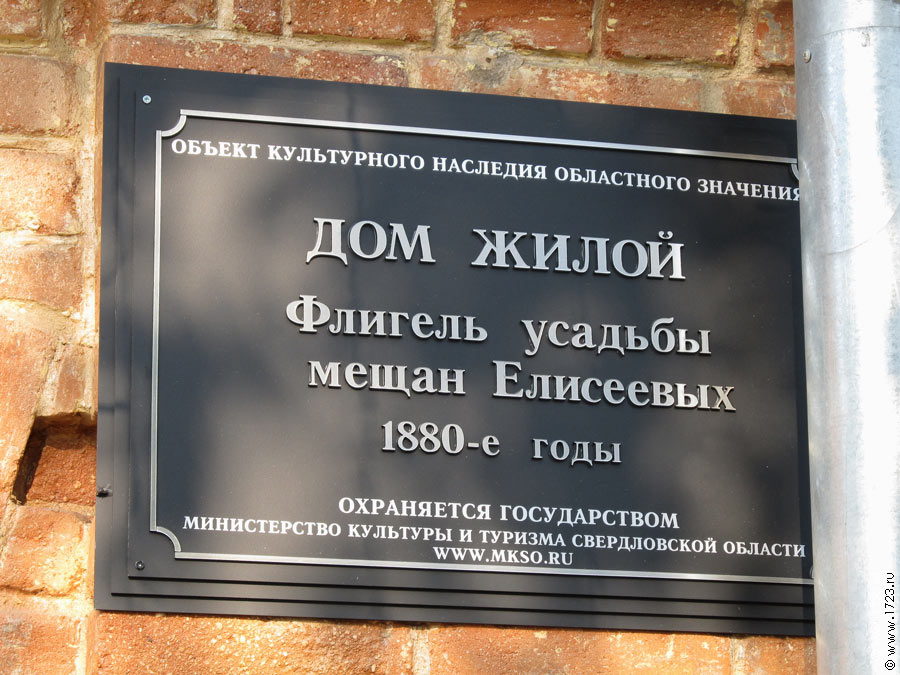 ОБЪЕКТ КУЛЬТУРНОГО НАСЛЕДИЯ ОБЛАСТНОГО ЗНАЧЕНИЯ
ДОМ ЖИЛОЙ
Флигель усадьбы
мещан Елисеевых
1880-е годы
ОХРАНЯЕТСЯ ГОСУДАРСТВОМ
МИНИСТЕРСТВО КУЛЬТУРЫ И ТУРИЗМА СВЕРДЛОВСКОЙ ОБЛАСТИ
WWW.MKSO.RU
© www.1723.ru